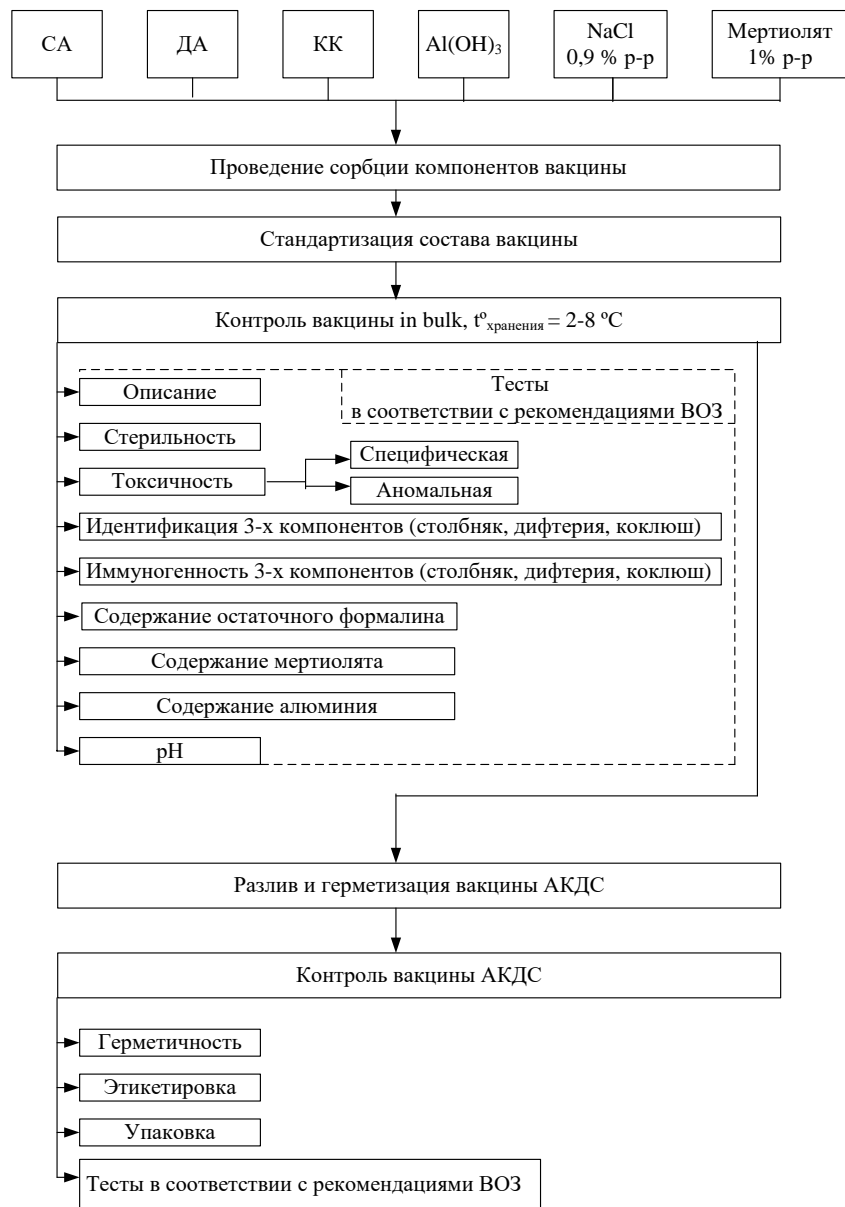 СА
ДА
КК
Al(OH)₃
NaCl
0,9 % р-р
Мертиолят
1% р-р
Проведение сорбции компонентов вакцины
Стандартизация состава вакцины
Контроль вакцины in bulk, tº хранения = 2-8 ºС
Тесты
в соответствии с рекомендациями ВОЗ
Описание
Стерильность
Токсичность
Специфическая
Аномальная
Идентификация 3-х компонентов (столбняк, дифтерия, коклюш)
Иммуногенность 3-х компонентов (столбняк, дифтерия, коклюш)
Содержание остаточного формалина
Содержание мертиолята
Содержание алюминия
рН
Разлив и герметизация вакцины АКДС
Контроль вакцины АКДС
Герметичность
Этикетировка
Упаковка
Тесты в соответствии с рекомендациями ВОЗ